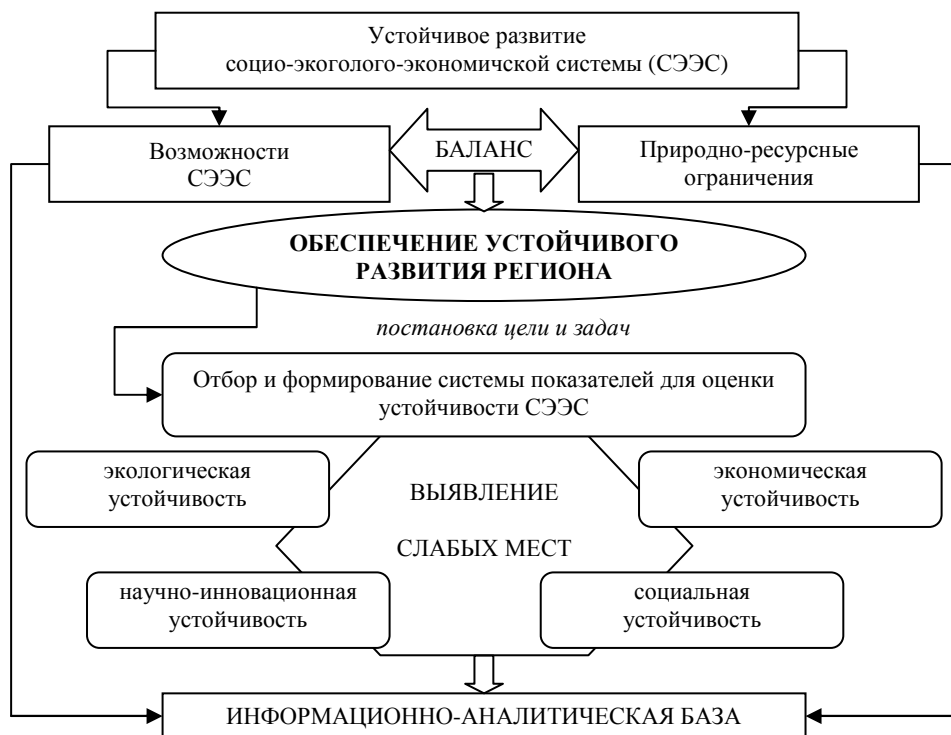 Устойчивое развитие
социо-экоголого-экономичской системы (СЭЭС)
Возможности
СЭЭС
БАЛАНС
Природно-ресурсные
ограничения
ОБЕСПЕЧЕНИЕ УСТОЙЧИВОГО
РАЗВИТИЯ РЕГИОНА
постановка цели и задач
Отбор и формирование системы показателей для оценки
устойчивости СЭЭС
экологическая
устойчивость
ВЫЯВЛЕНИЕ
экономическая
устойчивость
СЛАБЫХ МЕСТ
научно-инновационная
устойчивость
социальная
устойчивость
ИНФОРМАЦИОННО-АНАЛИТИЧЕСКАЯ БАЗА